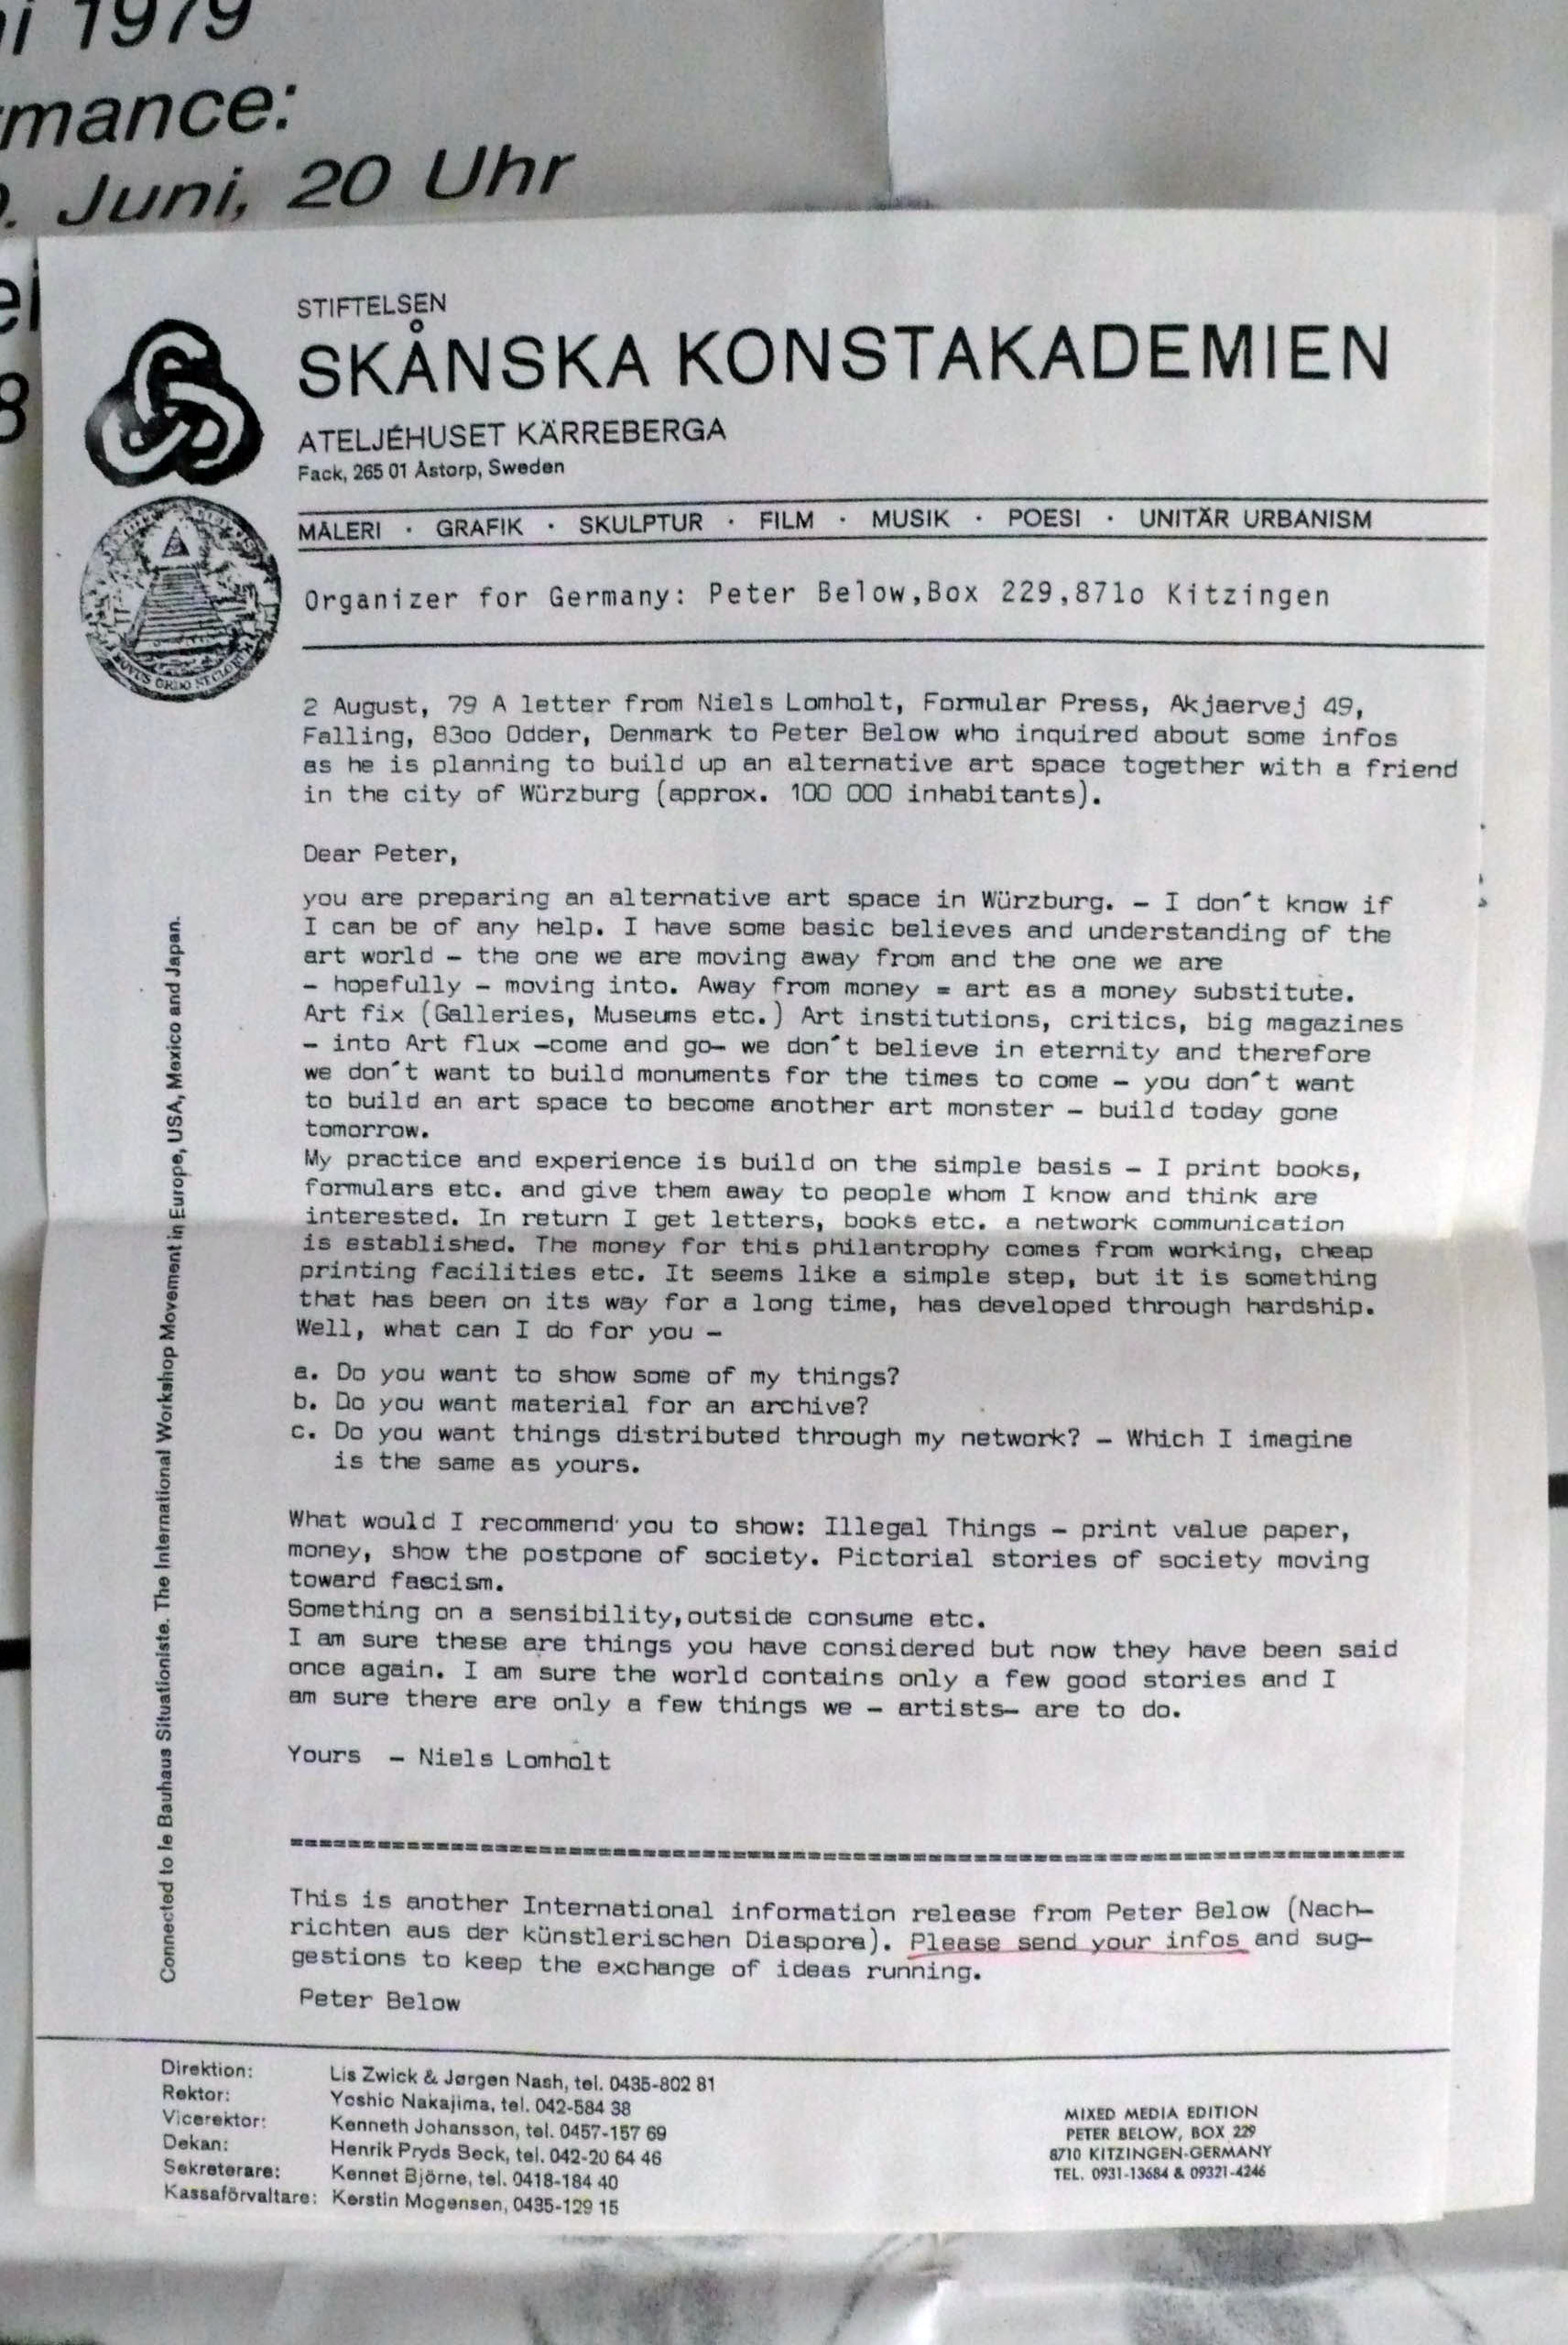 1979
mance:
Juni, 20 Uhr
STIFTELSEN
SKÅNSKA KONSTAKADEMIEN
ATELJÉHUSET KÄRREBERGA
Fack, 265 01 Åstorp, Sweden
MÅLERI · GRAFIK · SKULPTUR · FILM · MUSIK · POESI · UNITÄR URBANISM
Organizer for Germany: Peter Below,Box 229,871o Kitzingen
2 August, 79 A letter from Niels Lomholt, Formular Press, Akjaervej 49,
Falling, 83oo Odder, Denmark to Peter Below who inquired about some infos
as he is planning to build up an alternative art space together with a friend
in the city of Würzburg (approx. 100 000 inhabitants).
Dear Peter,
you are preparing an alternative art space in Würzburg. – I don´t know if
I can be of any help. I have some basic believes and understanding of the
art world – the one we are moving away from and the one we are
– hopefully – moving into. Away from money = art as a money substitute.
Art fix (Galleries, Museums etc.) Art institutions, critics, big magazines
– into Art flux –come and go– we don´t believe in eternity and therefore
we don´t want to build monuments for the times to come – you don´t want
to build an art space to become another art monster – build today gone
tomorrow.
My practice and experience is build on the simple basis – I print books,
formulars etc. and give them away to people whom I know and think are
interested. In return I get letters, books etc. a network communication
is established. The money for this philantrophy comes from working, cheap
printing facilities etc. It seems like a simple step, but it is something
that has been on its way for a long time, has developed through hardship.
Well, what can I do for you –
a. Do you want to show some of my things?
b. Do you want material for an archive?
c. Do you want things distributed through my network? – Which I imagine
is the same as yours.
What would I recommend you to show: Illegal Things – print value paper,
money, show the postpone of society. Pictorial stories of society moving
toward fascism.
Something on a sensibility,outside consume etc.
I am sure these are things you have considered but now they have been said
once again. I am sure the world contains only a few good stories and I
am sure there are only a few things we – artists– are to do.
Yours – Niels Lomholt
This is another International information release from Peter Below (Nach–
richten aus der künstlerischen Diaspora). Please send your infos and sug–
gestions to keep the exchange of ideas running.
Peter Below
Connected to le Bauhaus Situationiste. The International Workshop Movement in Europe, USA, Mexico and Japan.
Direktion: Lis Zwick & Jørgen Nash, tel. 0435-802 81
Rektor: Yoshio Nakajima, tel. 042-584 38
Vicerektor: Kenneth Johansson, tel. 0457-157 69
Dekan: Henrik Pryds Beck, tel. 042-20 64 46
Sekreterare: Kennet Björne, tel. 0418-184 40
Kassaförvaltare: Kerstin Mogensen, 0435-129 15
MIXED MEDIA EDITION
PETER BELOW, BOX 229
8710 KITZINGEN-GERMANY
TEL. 0931-13684 & 09321-4246